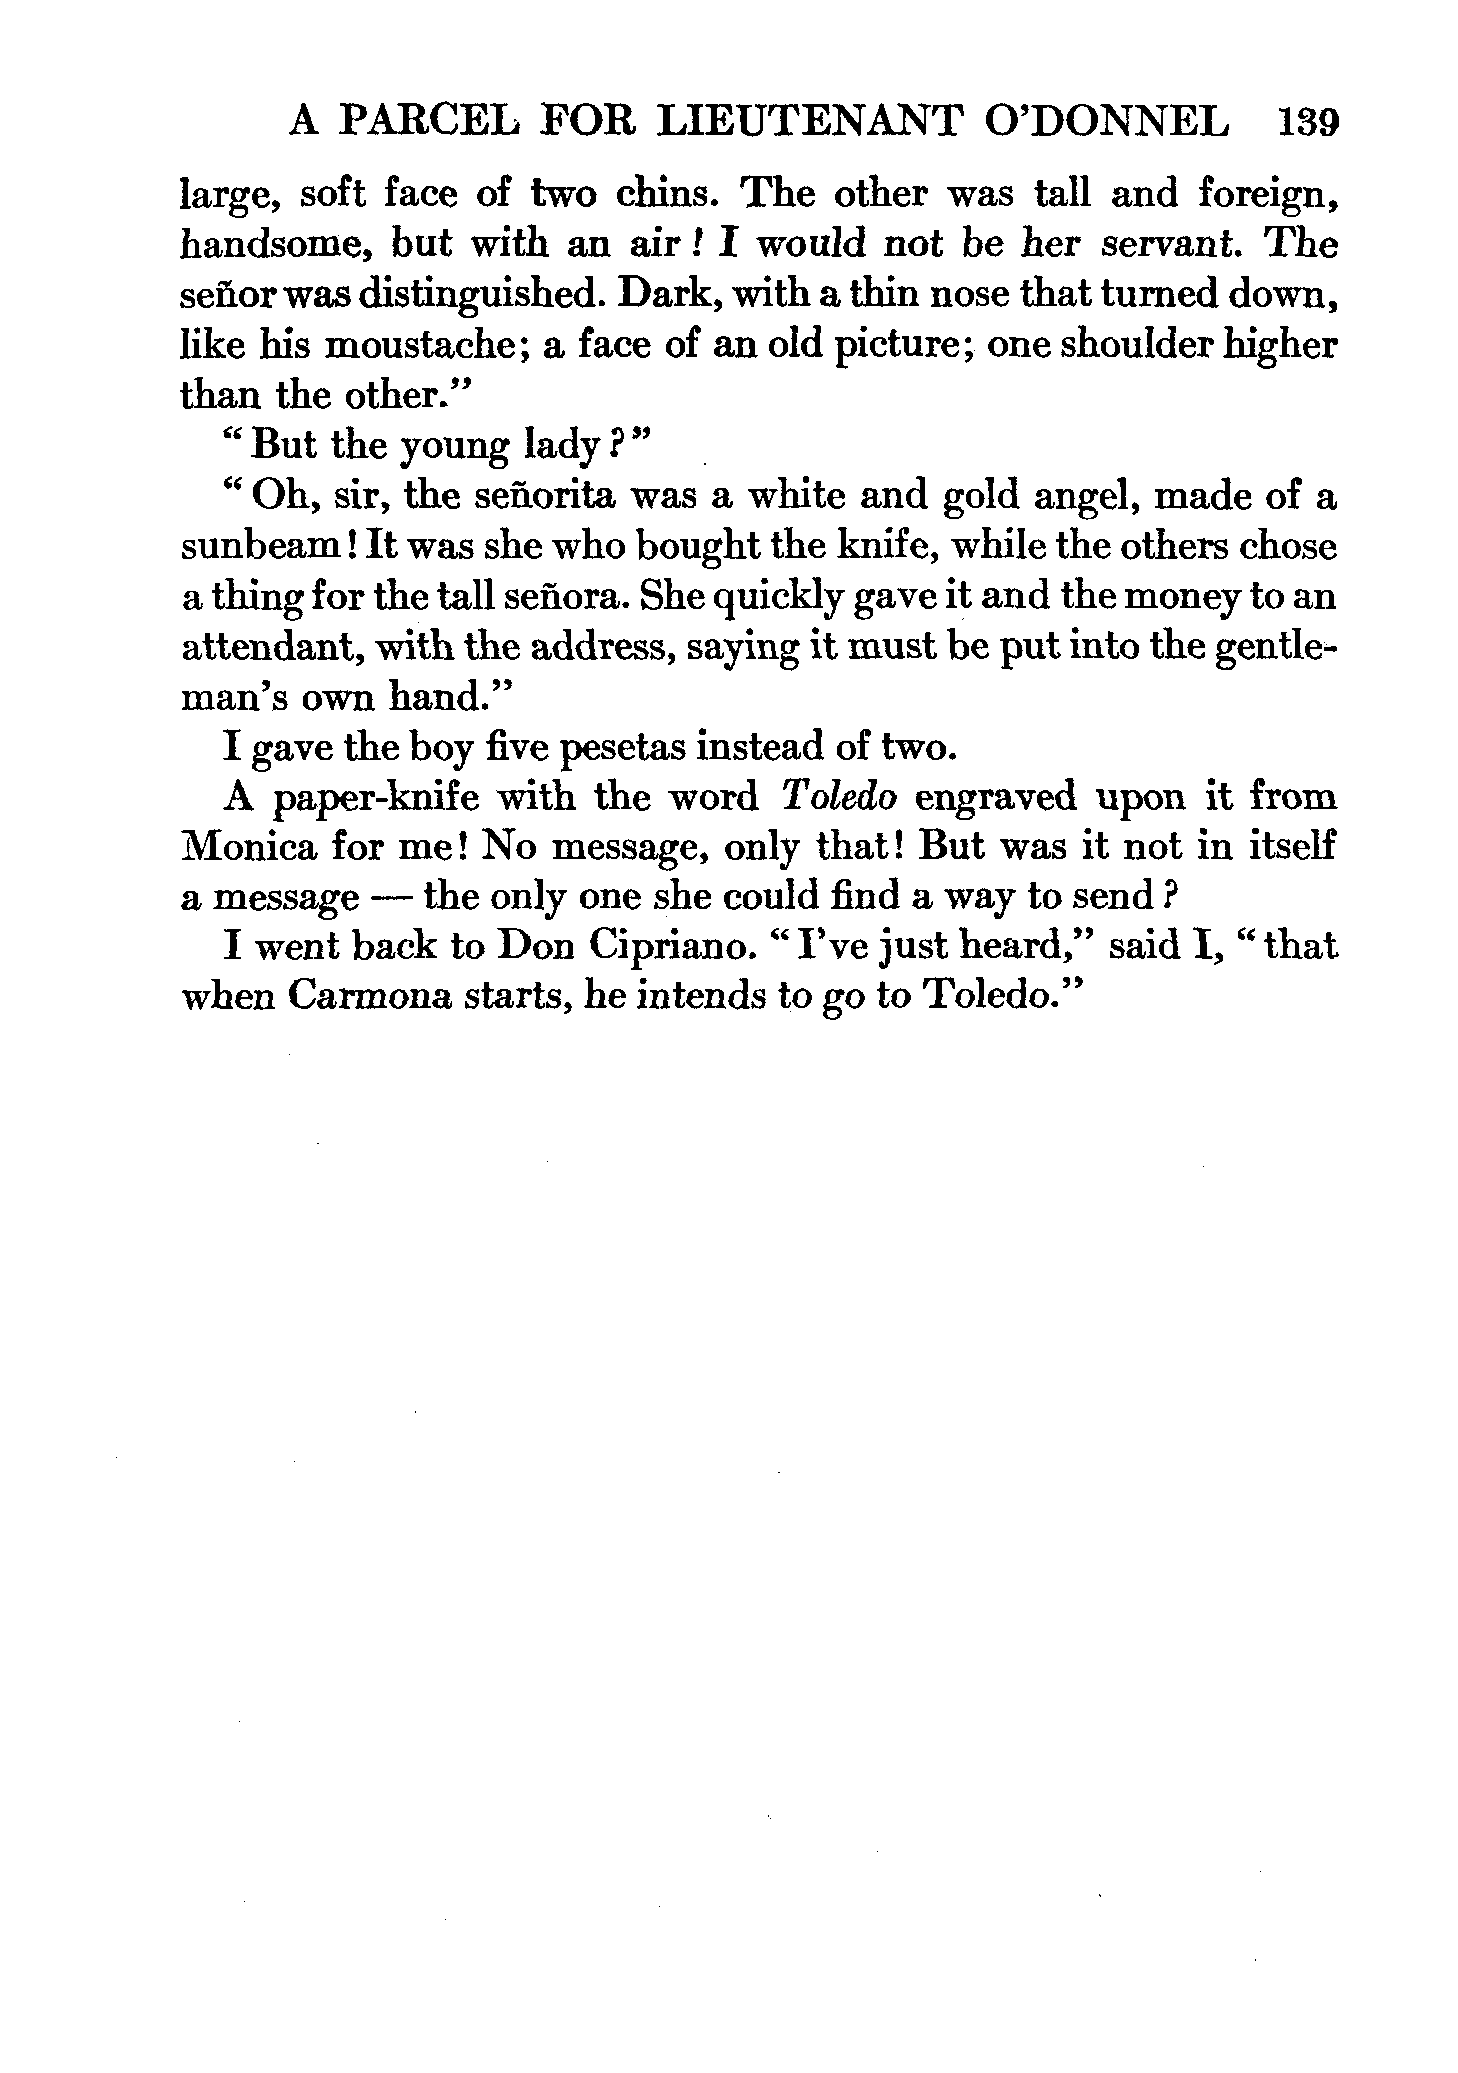 A PARCEL FOR LIEUTENANT O'DONNEL 139
large, soft face of two chins. The other was tall and foreign,
handsome, but with an air! I would not be her servant. The
señor was distinguished. Dark, with a thin nose that turned down,
like his moustache; a face of an old picture; one shoulder higher
than the other."
"But the young lady?"
"Oh, sir, the señorita was a white and gold angel, made of a
sunbeam! It was she who bought the knife, while the others chose
a thing for the tall señora. She quickly gave it and the money to an
attendant, with the address, saying it must be put into the gentle-
man's own hand."
I gave the boy five pesetas instead of two.
A paper-knife with the word Toledo engraved upon it from
Monica for me! No message, only that! But was it not in itself
a message — the only one she could find a way to send?
I went back to Don Cipriano. "I've just heard," said I, "that
when Carmona starts, he intends to go to Toledo."